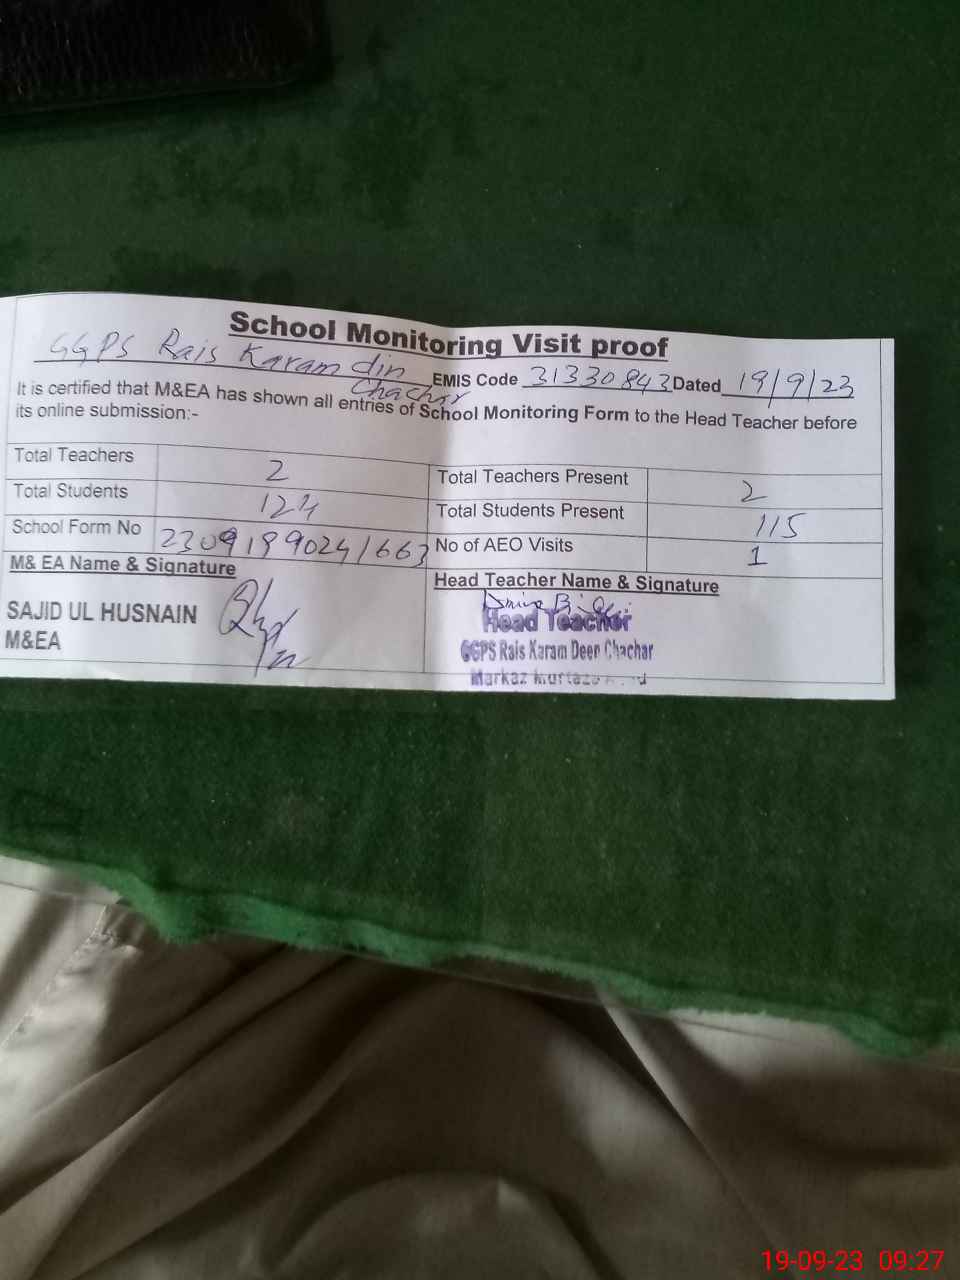 School Monitoring Visit proof
GGPS Rais Karam din Chachar EMIS Code 31330843 Dated 19/9/23
It is certified that M&EA has shown all entries of School Monitoring Form to the Head Teacher before
its online submission:-
Total Teachers 2 Total Teachers Present 2
Total Students 124 Total Students Present 115
School Form No 23091990241663 No of AEO Visits 1
M& EA Name & Signature Head Teacher Name & Signature
SAJID UL HUSNAIN
M&EA
Head Teacher
GGPS Rais Karam Deen Chachar
Markaz
19-09-23 09:27